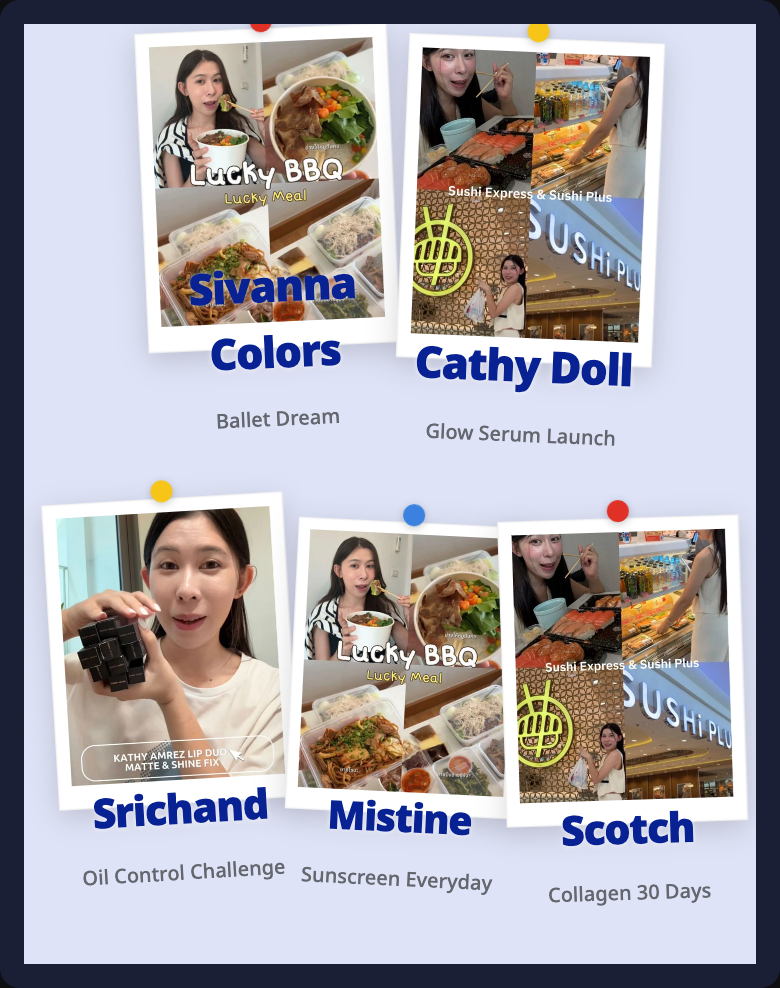 Lucky BBQ
Lucky Meal
Sivanna
Colors
Ballet Dream
Sushi Express & Sushi Plus
SUSHi PLU
Cathy Doll
Glow Serum Launch
KATHY AMREZ LIP DUO
MATTE & SHINE FIX
Srichand
Oil Control Challenge
Lucky BBQ
Lucky Meal
Mistine
Sunscreen Everyday
Sushi Express & Sushi Plus
SUSHi PLU
Scotch
Collagen 30 Days